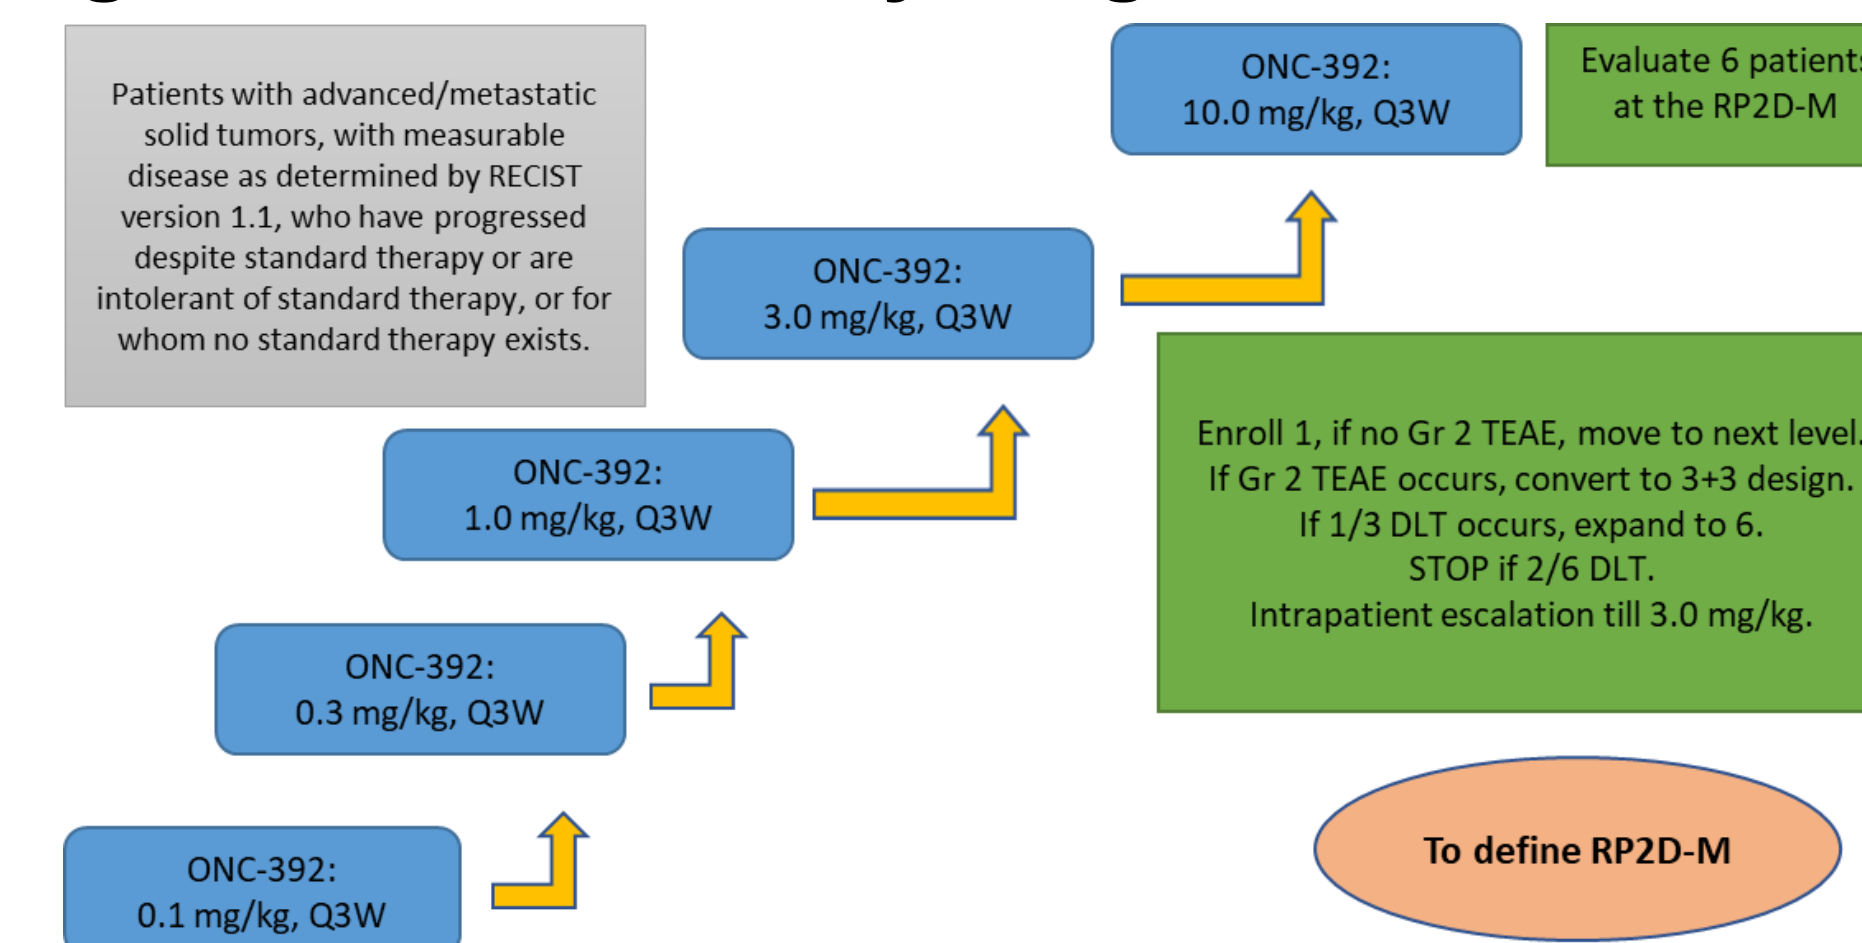 Patients with advanced/metastatic
solid tumors, with measurable
disease as determined by RECIST
version 1.1, who have progressed
despite standard therapy or are
intolerant of standard therapy, or for
whom no standard therapy exists.
ONC-392:
10.0 mg/kg, Q3W
Evaluate 6 patients
at the RP2D-M
ONC-392:
3.0 mg/kg, Q3W
Enroll 1, if no Gr 2 TEAE, move to next level.
If Gr 2 TEAE occurs, convert to 3+3 design.
If 1/3 DLT occurs, expand to 6.
STOP if 2/6 DLT.
Intrapatient escalation till 3.0 mg/kg.
ONC-392:
1.0 mg/kg, Q3W
ONC-392:
0.3 mg/kg, Q3W
To define RP2D-M
ONC-392:
0.1 mg/kg, Q3W